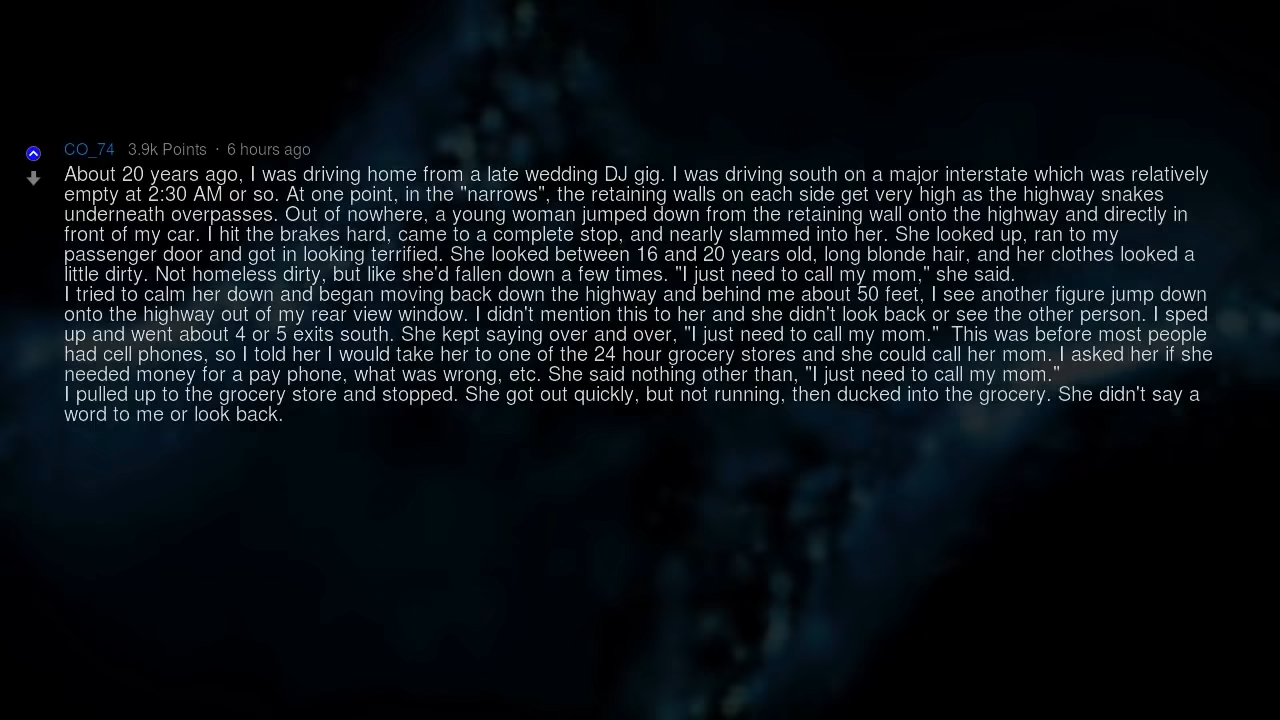 CO_74 3.9k Points · 6 hours ago
About 20 years ago, I was driving home from a late wedding DJ gig. I was driving south on a major interstate which was relatively
empty at 2:30 AM or so. At one point, in the "narrows", the retaining walls on each side get very high as the highway snakes
underneath overpasses. Out of nowhere, a young woman jumped down from the retaining wall onto the highway and directly in
front of my car. I hit the brakes hard, came to a complete stop, and nearly slammed into her. She looked up, ran to my
passenger door and got in looking terrified. She looked between 16 and 20 years old, long blonde hair, and her clothes looked a
little dirty. Not homeless dirty, but like she'd fallen down a few times. "I just need to call my mom," she said.
I tried to calm her down and began moving back down the highway and behind me about 50 feet, I see another figure jump down
onto the highway out of my rear view window. I didn't mention this to her and she didn't look back or see the other person. I sped
up and went about 4 or 5 exits south. She kept saying over and over, "I just need to call my mom."  This was before most people
had cell phones, so I told her I would take her to one of the 24 hour grocery stores and she could call her mom. I asked her if she
needed money for a pay phone, what was wrong, etc. She said nothing other than, "I just need to call my mom."
I pulled up to the grocery store and stopped. She got out quickly, but not running, then ducked into the grocery. She didn't say a
word to me or look back.